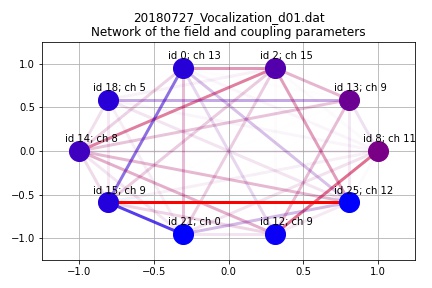 20180727_Vocalization_d01.dat
Network of the field and coupling parameters
id 0; ch 13
id 2; ch 15
id 18; ch 5
id 13; ch 9
id 14; ch 8
id 8; ch 11
id 15; ch 9
id 25; ch 12
id 21; ch 0
id 12; ch 9
1.0
0.5
0.0
−0.5
−1.0
−1.0
−0.5
0.0
0.5
1.0